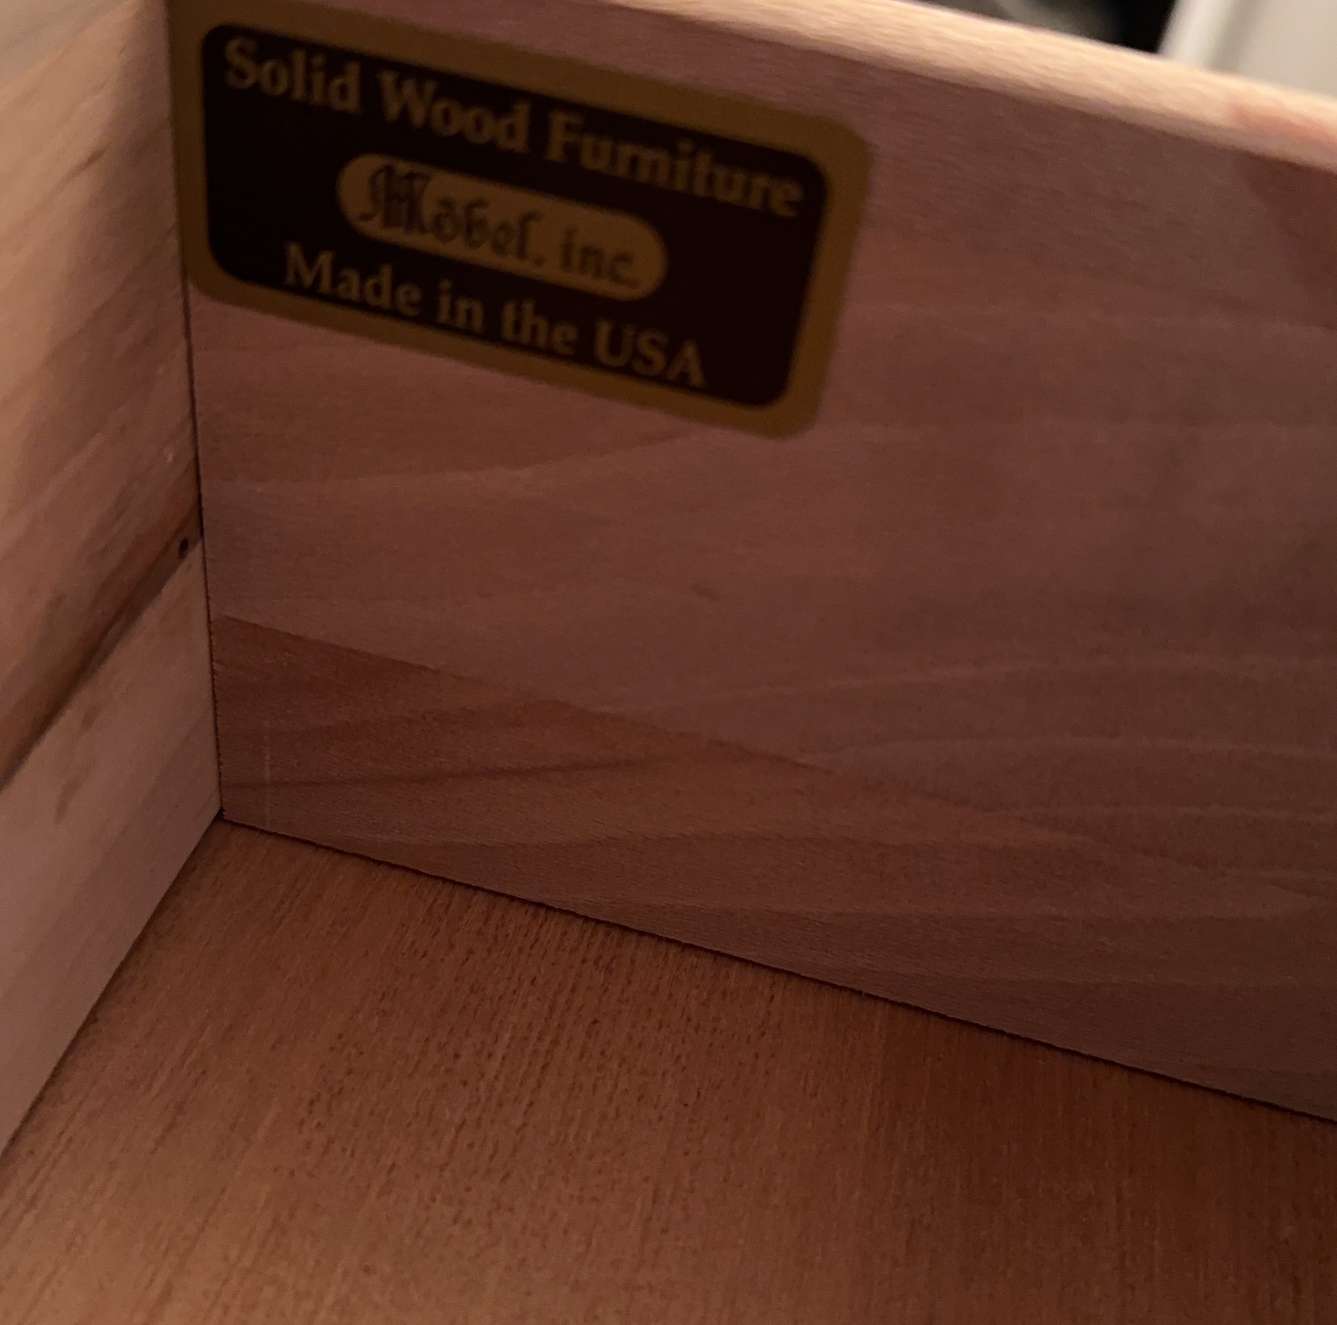 Solid Wood Furniture
Möbel, inc.
Made in the USA